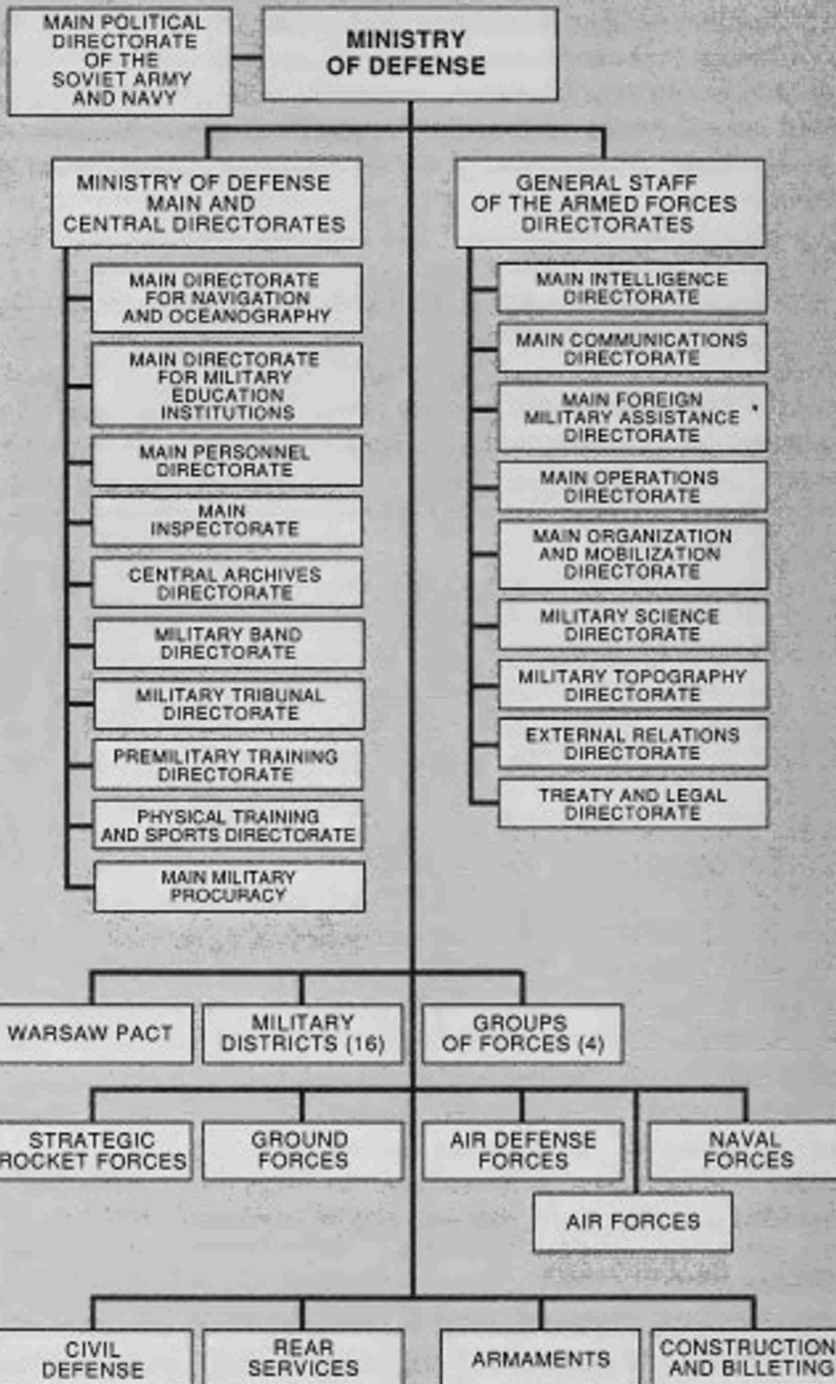 MAIN POLITICAL
DIRECTORATE
OF THE
SOVIET ARMY
AND NAVY
MINISTRY
OF DEFENSE
MINISTRY OF DEFENSE
MAIN AND
CENTRAL DIRECTORATES
MAIN DIRECTORATE
FOR NAVIGATION
AND OCEANOGRAPHY
MAIN DIRECTORATE
FOR MILITARY
EDUCATION
INSTITUTIONS
MAIN PERSONNEL
DIRECTORATE
MAIN
INSPECTORATE
CENTRAL ARCHIVES
DIRECTORATE
MILITARY BAND
DIRECTORATE
MILITARY TRIBUNAL
DIRECTORATE
PREMILITARY TRAINING
DIRECTORATE
PHYSICAL TRAINING
AND SPORTS DIRECTORATE
MAIN MILITARY
PROCURACY
GENERAL STAFF
OF THE ARMED FORCES
DIRECTORATES
MAIN INTELLIGENCE
DIRECTORATE
MAIN COMMUNICATIONS
DIRECTORATE
MAIN FOREIGN
MILITARY ASSISTANCE
DIRECTORATE
MAIN OPERATIONS
DIRECTORATE
MAIN ORGANIZATION
AND MOBILIZATION
DIRECTORATE
MILITARY SCIENCE
DIRECTORATE
MILITARY TOPOGRAPHY
DIRECTORATE
EXTERNAL RELATIONS
DIRECTORATE
TREATY AND LEGAL
DIRECTORATE
WARSAW PACT
MILITARY
DISTRICTS (16)
GROUPS
OF FORCES (4)
STRATEGIC
ROCKET FORCES
GROUND
FORCES
AIR DEFENSE
FORCES
NAVAL
FORCES
AIR FORCES
CIVIL
DEFENSE
REAR
SERVICES
ARMAMENTS
CONSTRUCTION
AND BILLETING